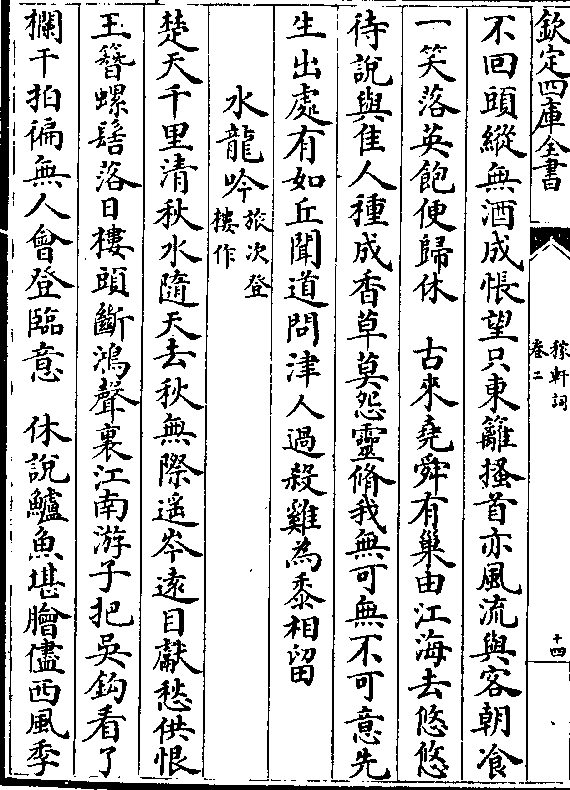 欽定四庫全書
稼軒詞
卷二
十四
不回頭縱無酒成悵望只東籬搔首亦風流與客朝飡
一笑落英飽便歸休　古來堯舜有巢由江海去悠悠
待說與佳人種成香草莫怨靈脩我無可無不可意先
生出處有如丘聞道問津人過殺雞為黍相留
水龍吟旅次登
樓作
楚天千里清秋水隨天去秋無際遥岑遠目獻愁供恨
玉簪螺髻落日樓頭斷鴻聲裏江南游子把吳鈎看了
欄干拍徧無人會登臨意　休說鱸魚堪膾儘西風季